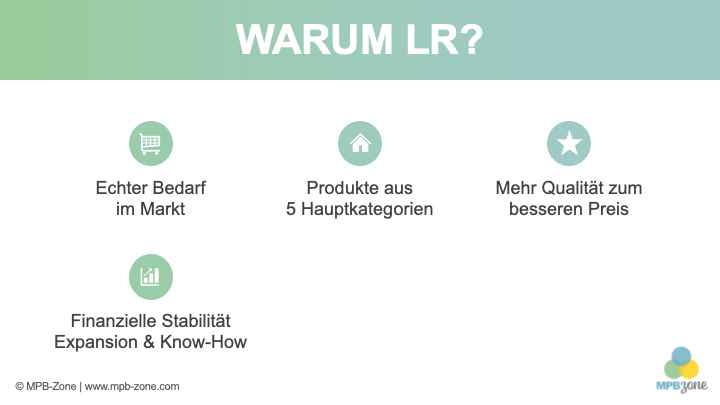 WARUM LR?
Echter Bedarf
im Markt
Produkte aus
5 Hauptkategorien
Mehr Qualität zum
besseren Preis
Finanzielle Stabilität
Expansion & Know-How
© MPB-Zone | www.mpb-zone.com
MPBzone